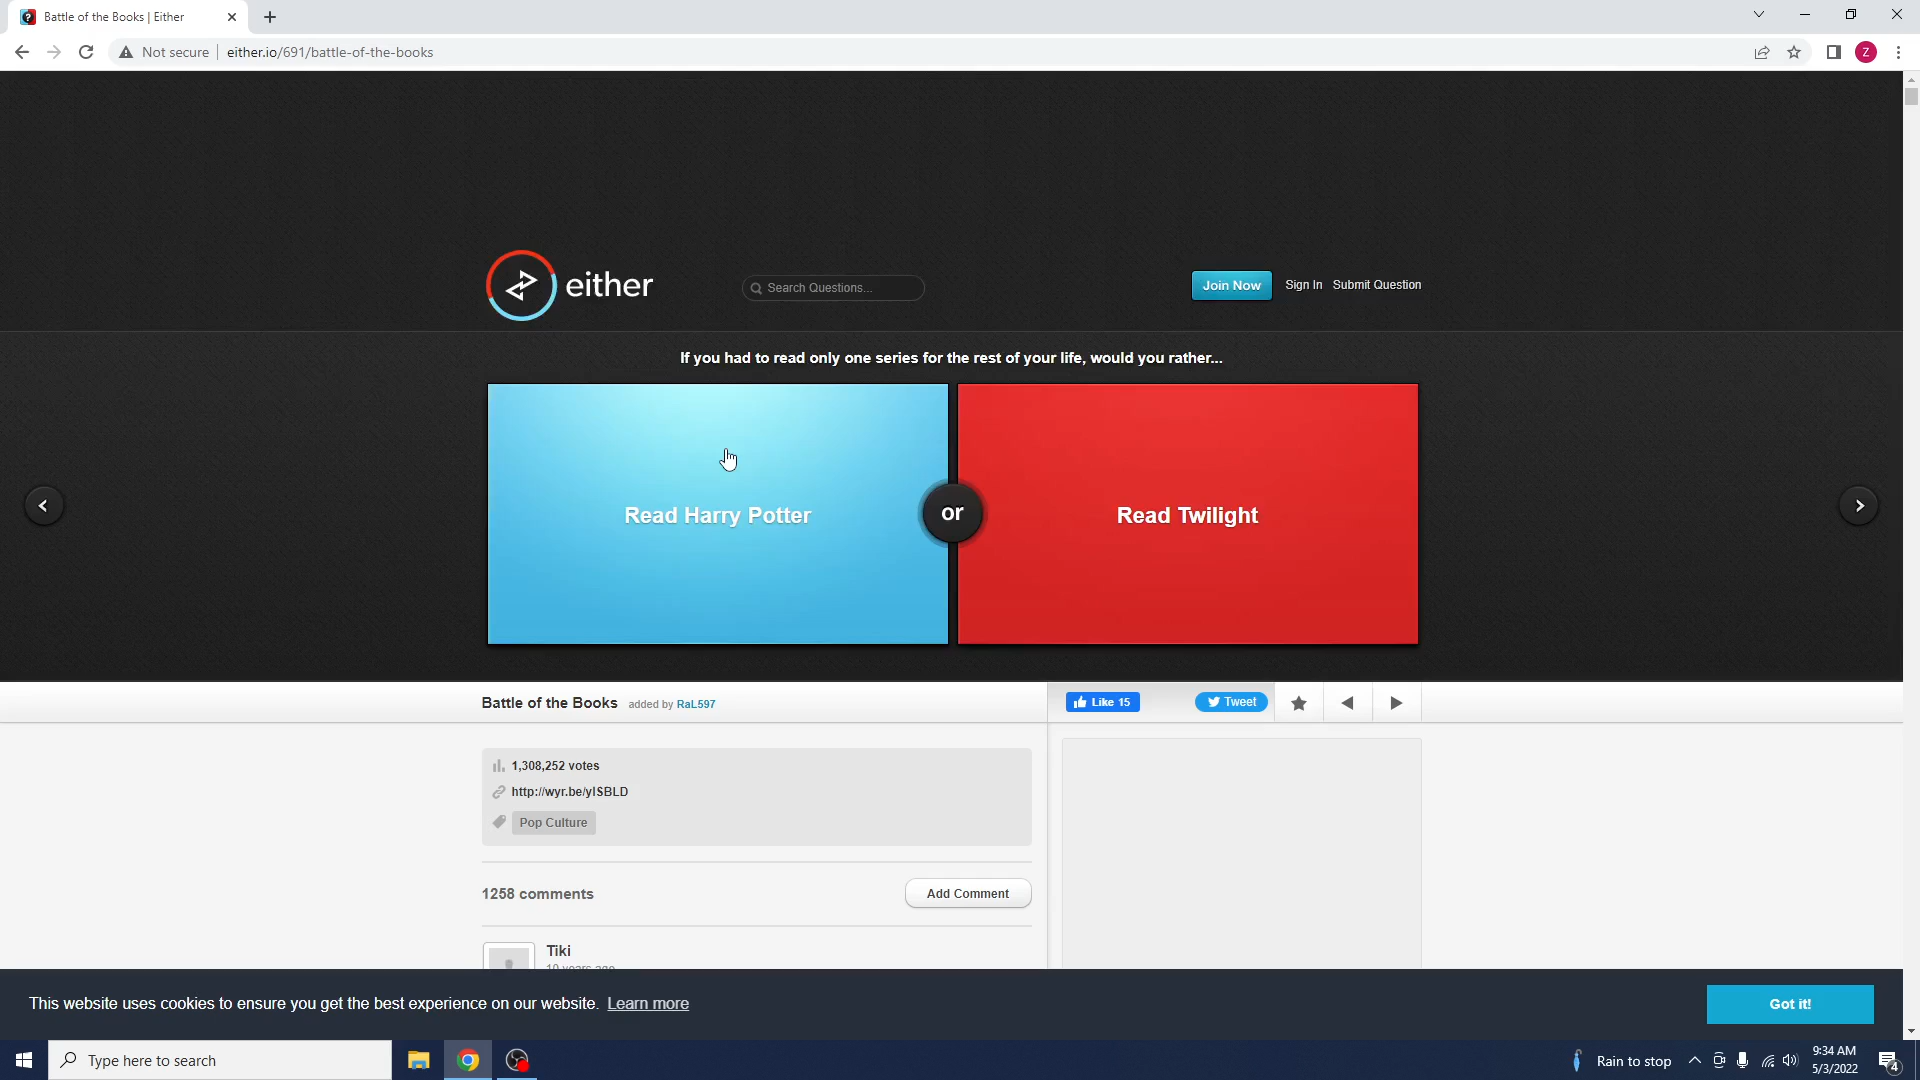 Battle of the Books | Either
Not secure
either.io/691/battle-of-the-books
Z
either
Search Questions...
Join Now
Sign In
Submit Question
If you had to read only one series for the rest of your life, would you rather...
Read Harry Potter
or
Read Twilight
Battle of the Books added by RaL597
Like 15
Tweet
1,308,252 votes
http://wyr.be/yISBLD
Pop Culture
1258 comments
Add Comment
Tiki
10 years ago
This website uses cookies to ensure you get the best experience on our website. Learn more
Got it!
Type here to search
Rain to stop
9:34 AM
5/3/2022
4